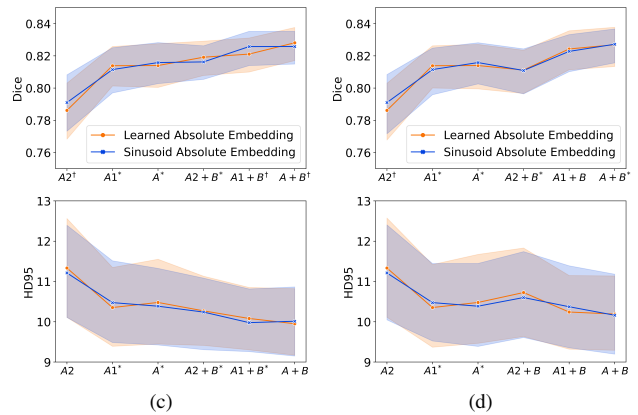 0.84
0.82
0.80
0.78
0.76
Dice
Learned Absolute Embedding
Sinusoid Absolute Embedding
A2† A1* A* A2 + B* A1 + B† A + B†
0.84
0.82
0.80
0.78
0.76
Dice
Learned Absolute Embedding
Sinusoid Absolute Embedding
A2† A1* A* A2 + B* A1 + B A + B*
13
12
11
10
9
HD95
A2 A1* A* A2 + B* A1 + B* A + B
13
12
11
10
9
HD95
A2 A1* A* A2 + B A1 + B A + B
(c)
(d)